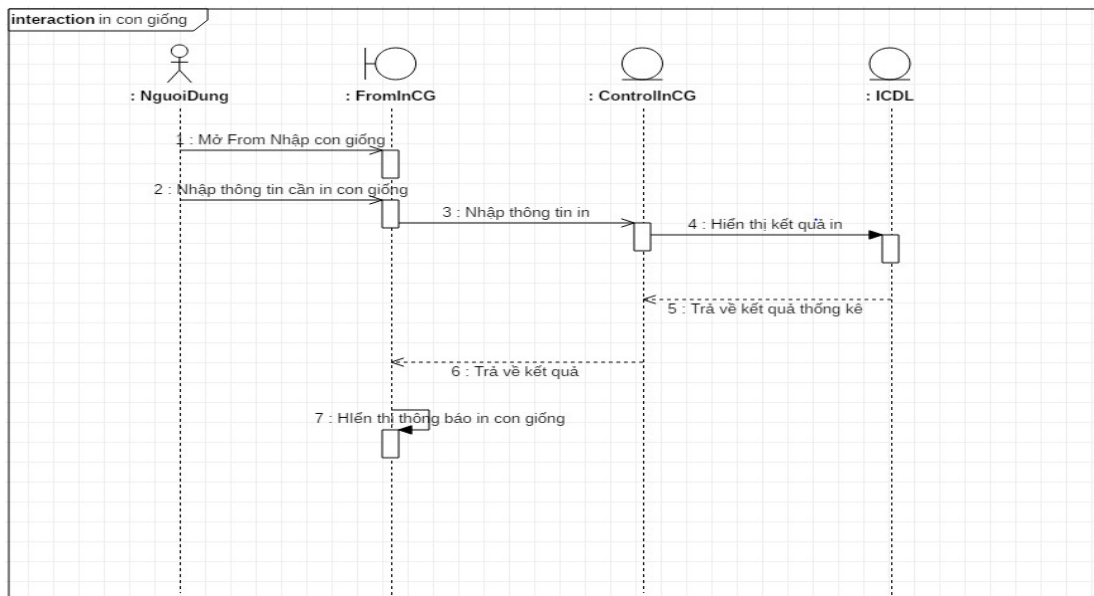 interaction in con giống
: NguoiDung
: FromInCG
: ControlInCG
: ICDL
1 : Mở From Nhập con giống
2 : Nhập thông tin cần in con giống
3 : Nhập thông tin in
4 : Hiển thị kết quả in
5 : Trả về kết quả thống kê
6 : Trả về kết quả
7 : HIển thị thông báo in con giống